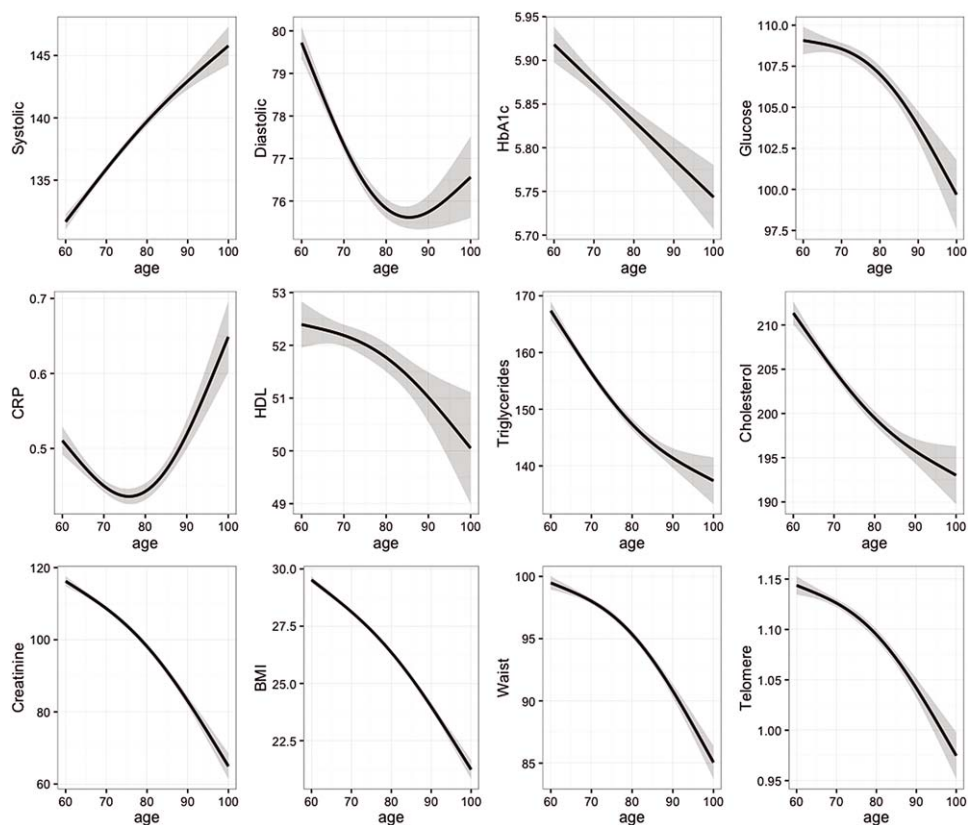 Systolic
145
140
135
60 70 80 90 100
age
Diastolic
80
79
78
77
76
60 70 80 90 100
age
HbA1c
5.95
5.90
5.85
5.80
5.75
5.70
60 70 80 90 100
age
Glucose
110.0
107.5
105.0
102.5
100.0
97.5
60 70 80 90 100
age
CRP
0.7
0.6
0.5
60 70 80 90 100
age
HDL
53
52
51
50
49
60 70 80 90 100
age
Triglycerides
170
160
150
140
60 70 80 90 100
age
Cholesterol
210
205
200
195
190
60 70 80 90 100
age
Creatinine
120
100
80
60
60 70 80 90 100
age
BMI
30.0
27.5
25.0
22.5
60 70 80 90 100
age
Waist
100
95
90
85
60 70 80 90 100
age
Telomere
1.15
1.10
1.05
1.00
0.95
60 70 80 90 100
age